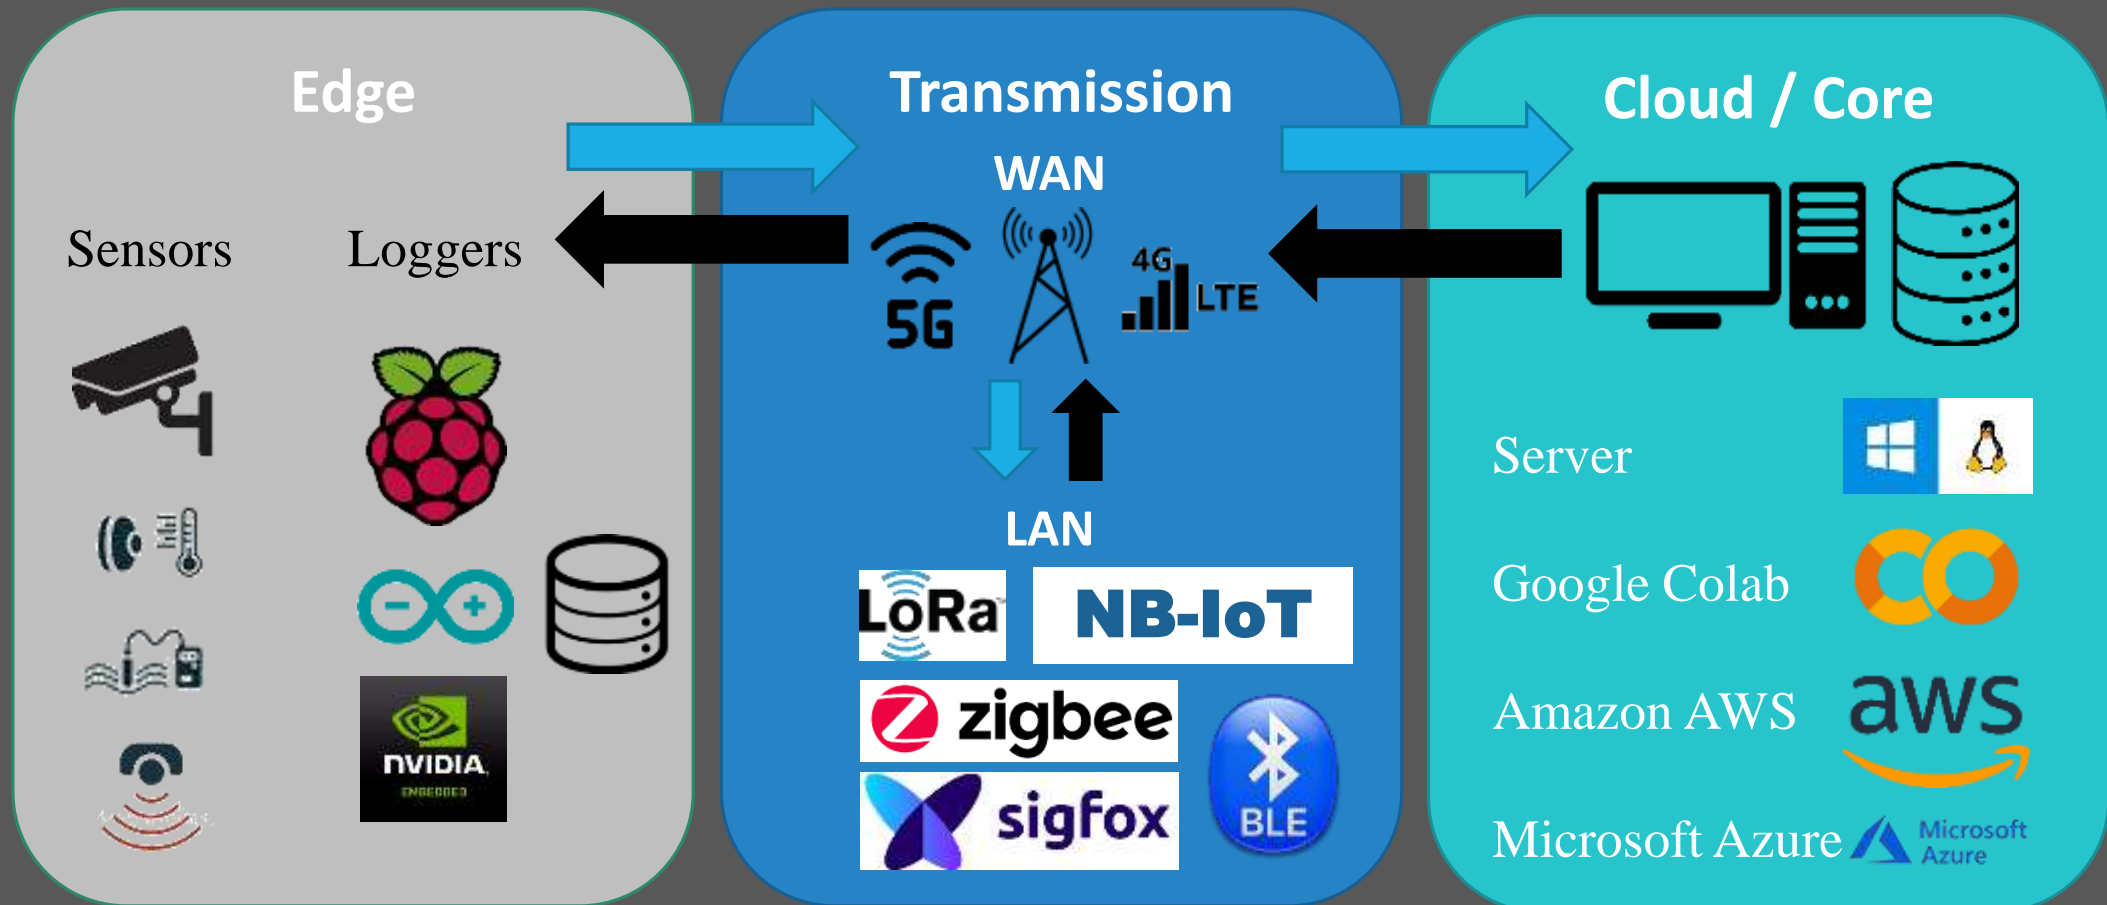 Edge
Sensors
Loggers
NVIDIA
EMBEDDED
Transmission
WAN
5G
4G
LTE
LAN
LoRa
NB-IoT
zigbee
sigfox
BLE
Cloud / Core
Server
Google Colab
Amazon AWS
aws
Microsoft Azure
Microsoft
Azure